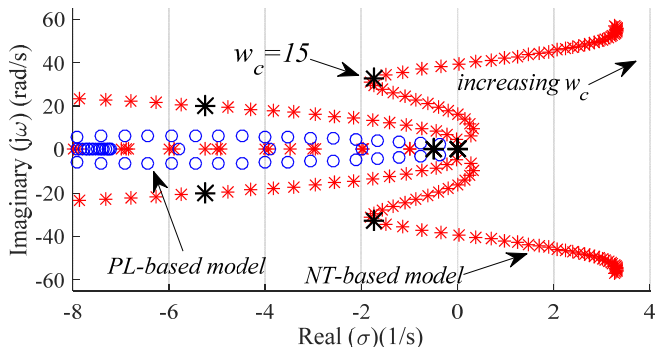 60
40
20
0
-20
-40
-60
Imaginary (jω) (rad/s)
w_c=15
increasing w_c
PL-based model
NT-based model
-8
-6
-4
-2
0
2
4
Real (σ)(1/s)